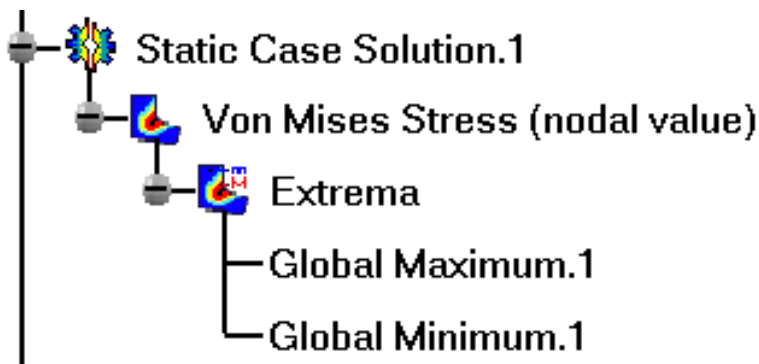 Static Case Solution.1
Von Mises Stress (nodal value)
Extrema
Global Maximum.1
Global Minimum.1